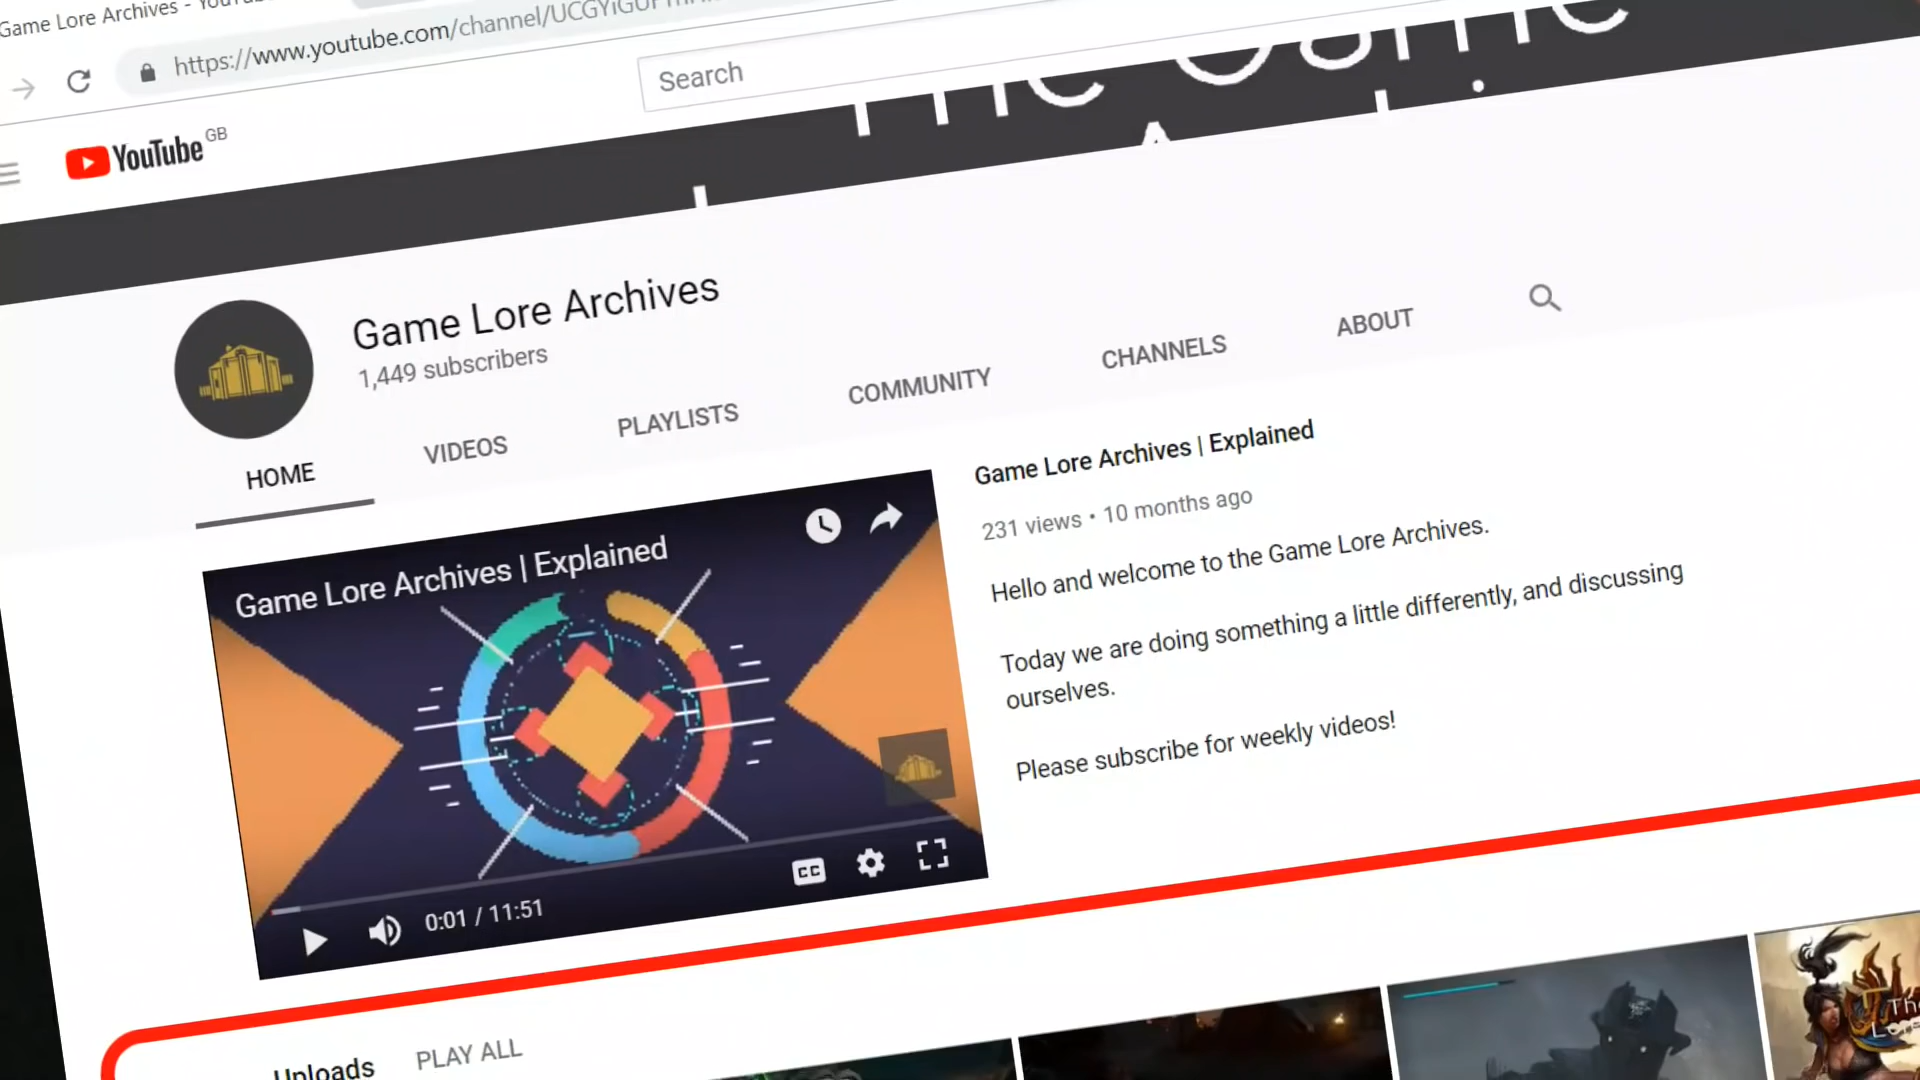 Game Lore Archives -
https://www.youtube.com/channel/
Search
YouTube GB
The Game
Game Lore Archives
1,449 subscribers
HOME
VIDEOS
PLAYLISTS
COMMUNITY
CHANNELS
ABOUT
Game Lore Archives | Explained
0:01 / 11:51
CC
Game Lore Archives | Explained
231 views • 10 months ago
Hello and welcome to the Game Lore Archives.
Today we are doing something a little differently, and discussing
ourselves.
Please subscribe for weekly videos!
Uploads
PLAY ALL